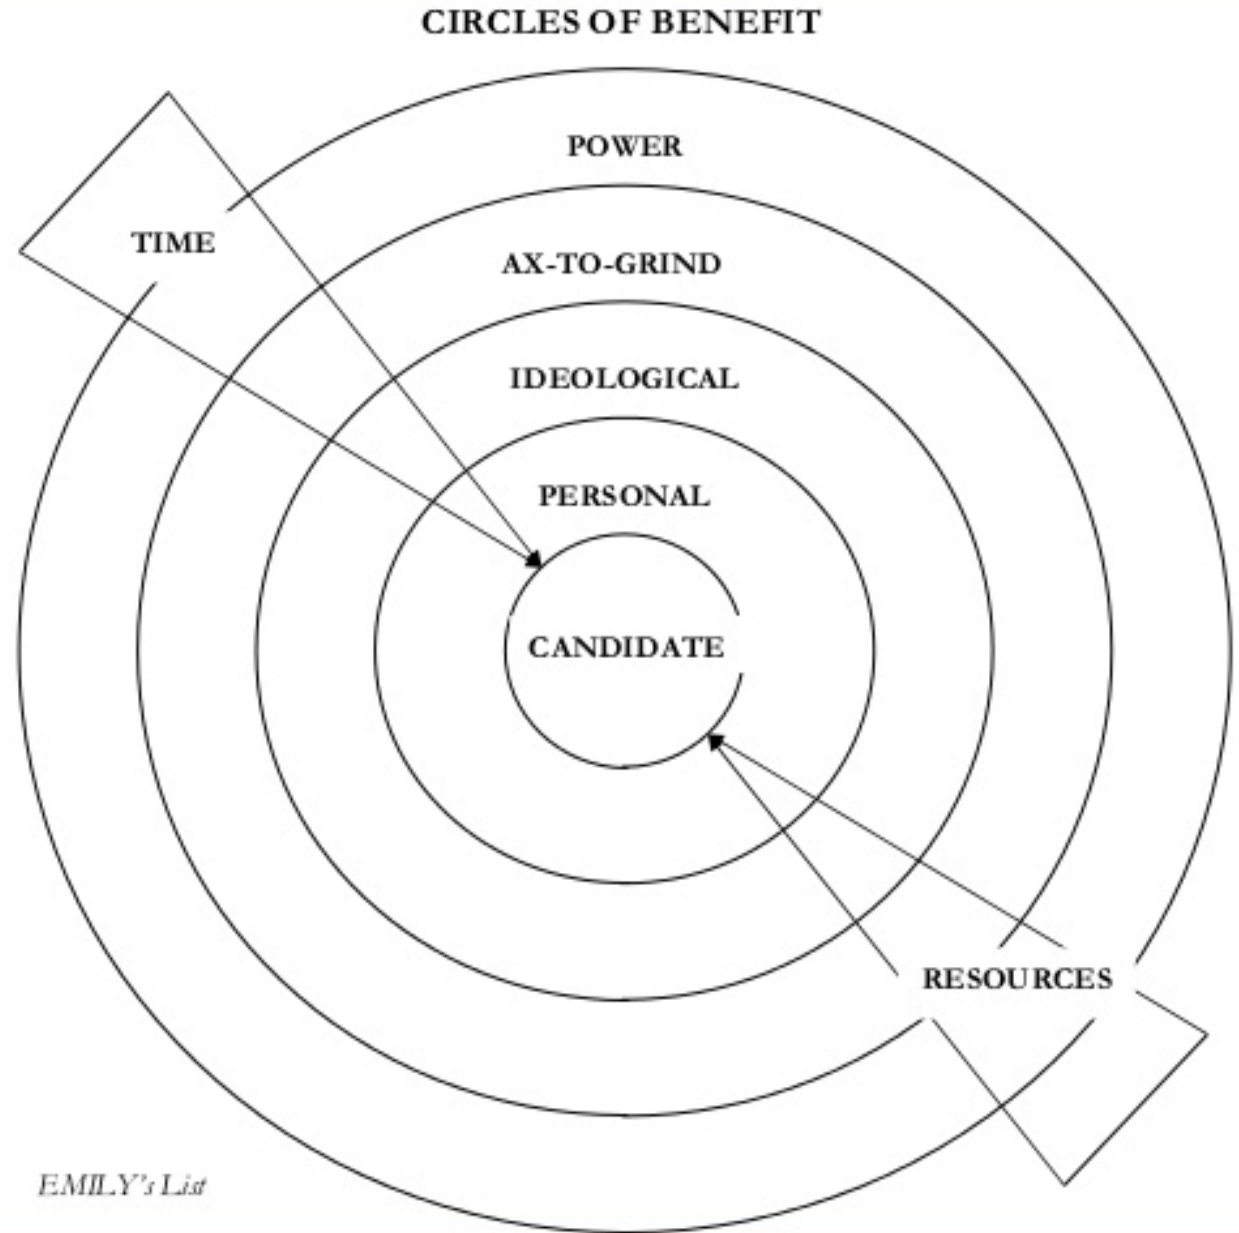 CIRCLES OF BENEFIT
POWER
TIME
AX-TO-GRIND
IDEOLOGICAL
PERSONAL
CANDIDATE
RESOURCES
EMILY's List